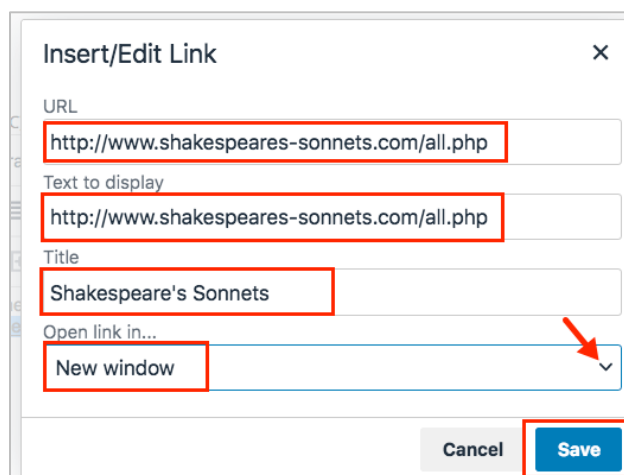 Insert/Edit Link
URL
http://www.shakespeares-sonnets.com/all.php
Text to display
http://www.shakespeares-sonnets.com/all.php
Title
Shakespeare's Sonnets
Open link in...
New window
Cancel Save